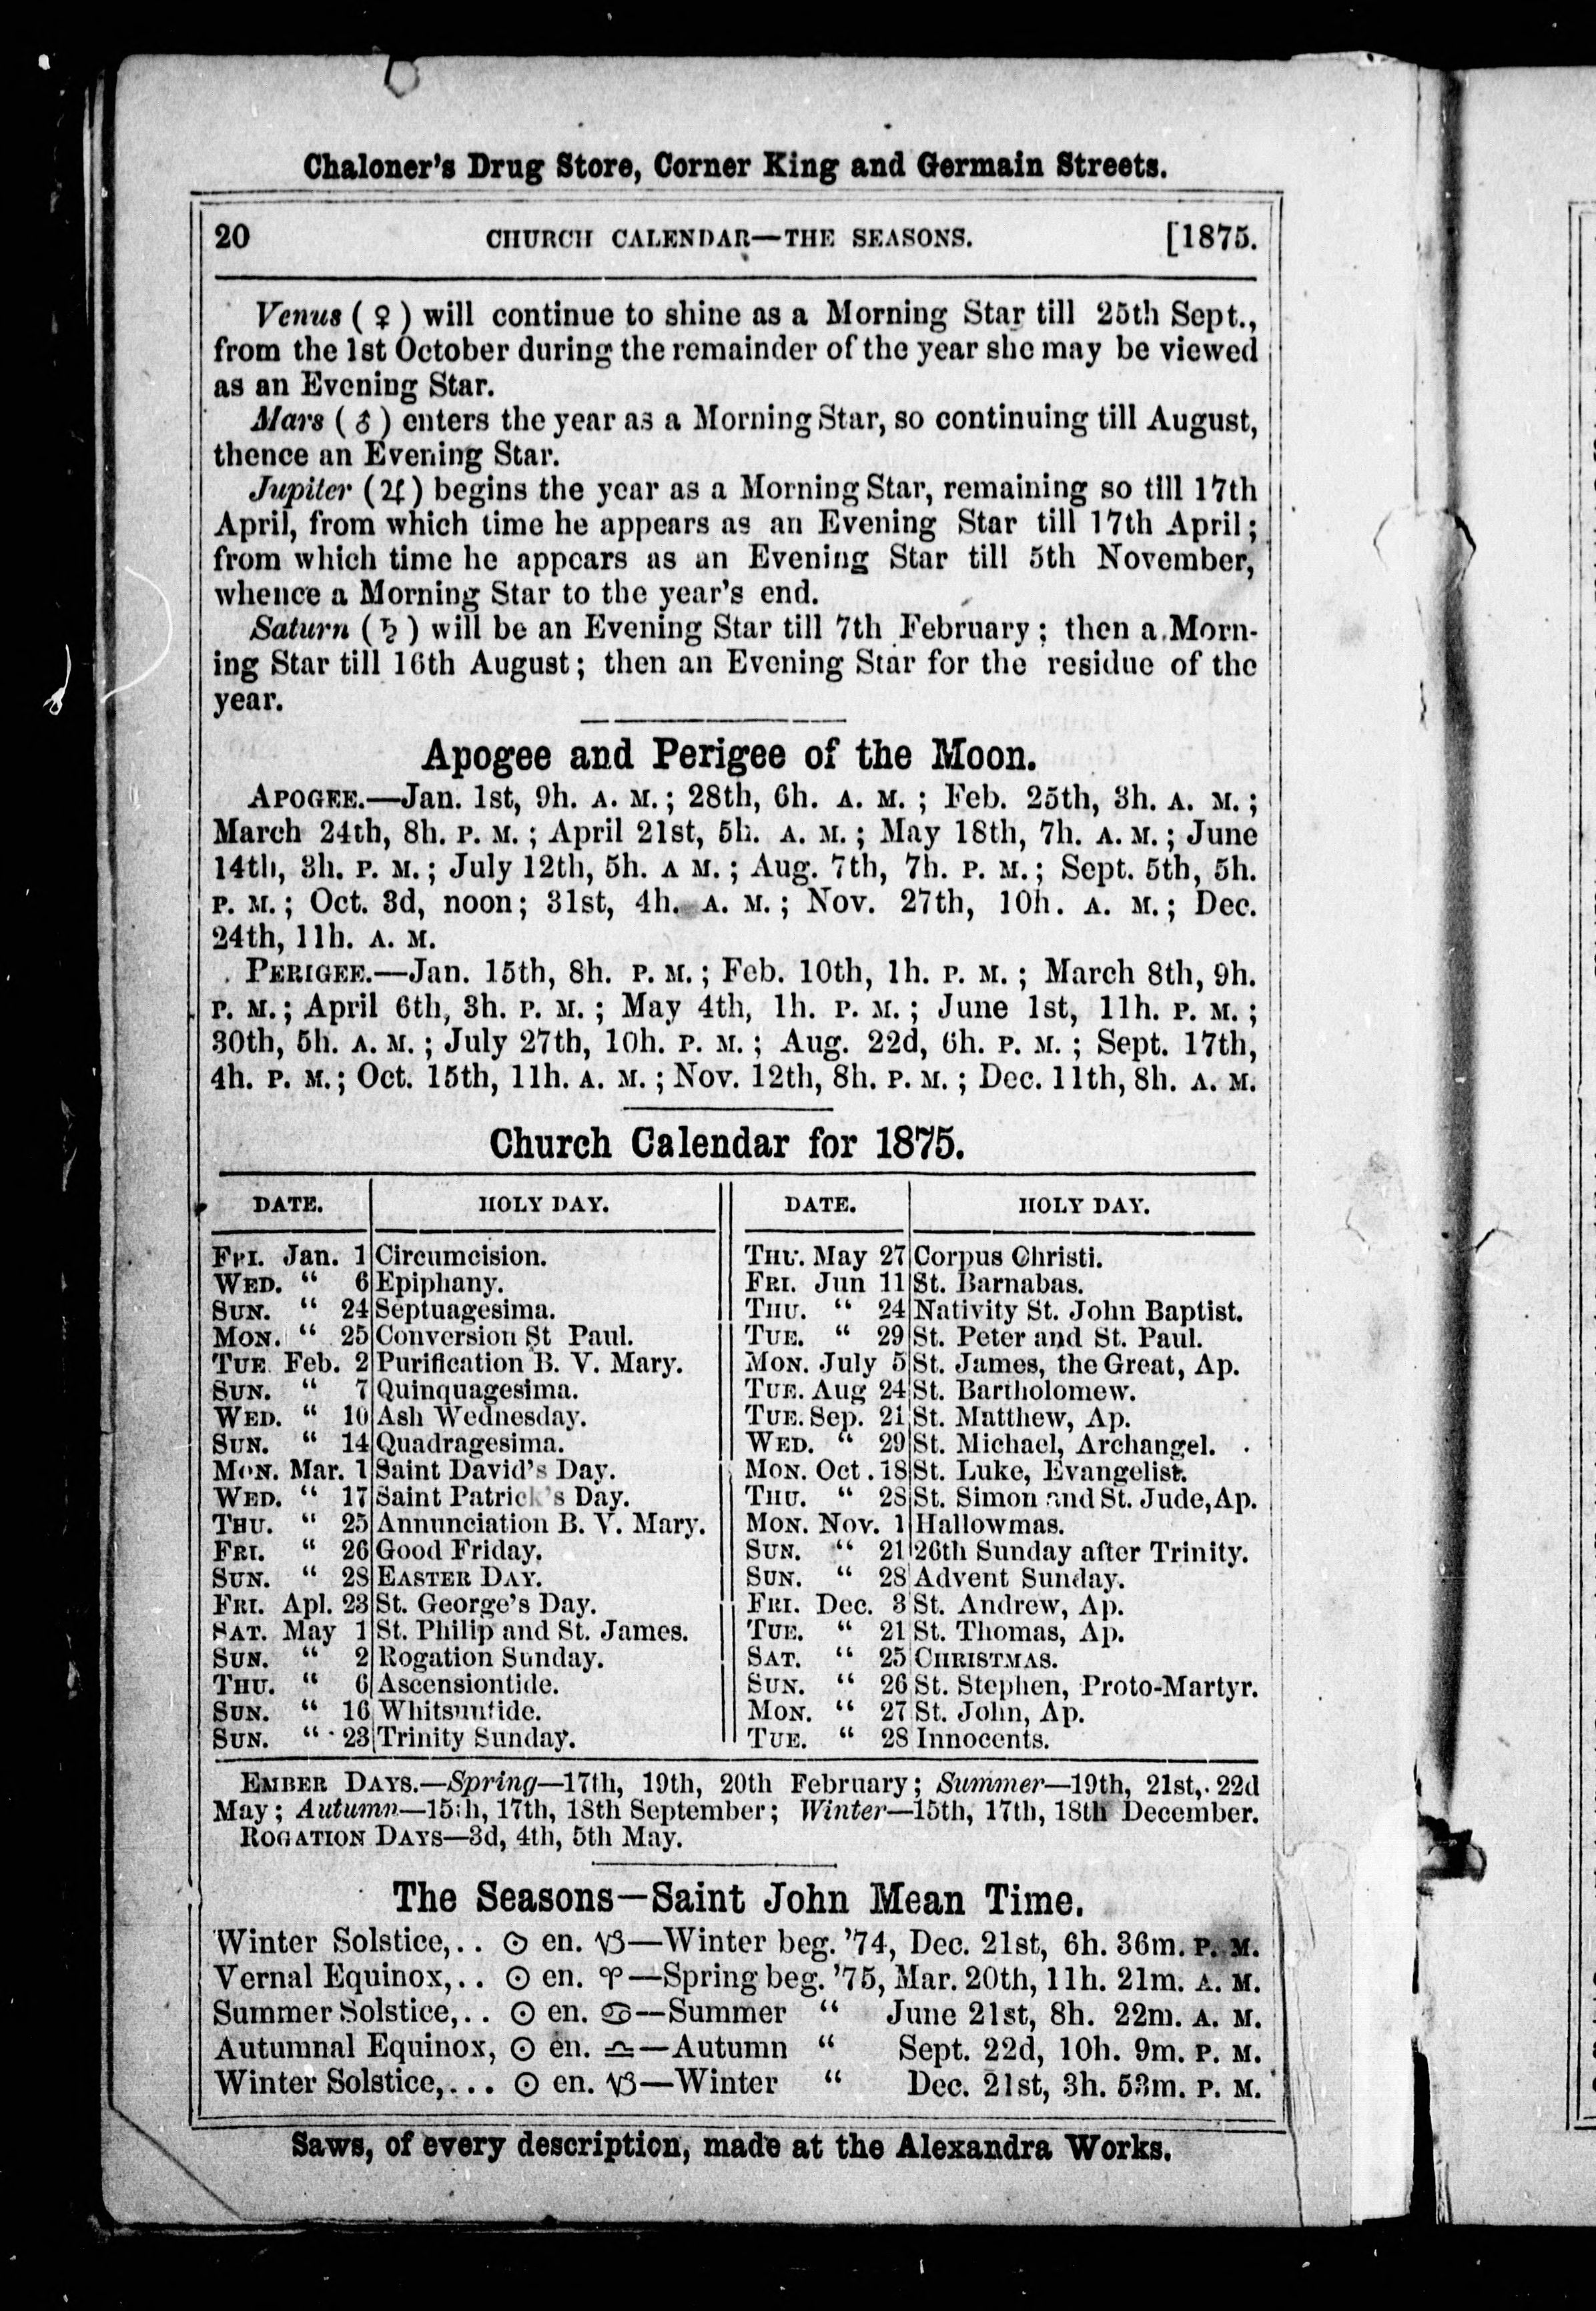 Chaloner's Drug Store, Corner King and Germain Streets.
20 CHURCH CALENDAR—THE SEASONS. [1875.
Venus (♀) will continue to shine as a Morning Star till 25th Sept.,
from the 1st October during the remainder of the year she may be viewed
as an Evening Star.
Mars (♂) enters the year as a Morning Star, so continuing till August,
thence an Evening Star.
Jupiter (♃) begins the year as a Morning Star, remaining so till 17th
April, from which time he appears as an Evening Star till 17th April;
from which time he appears as an Evening Star till 5th November,
whence a Morning Star to the year's end.
Saturn (♄) will be an Evening Star till 7th February; then a Morn-
ing Star till 16th August; then an Evening Star for the residue of the
year.
Apogee and Perigee of the Moon.
APOGEE.—Jan. 1st, 9h. A. M.; 28th, 6h. A. M.; Feb. 25th, 3h. A. M.;
March 24th, 8h. P. M.; April 21st, 5h. A. M.; May 18th, 7h. A. M.; June
14th, 3h. P. M.; July 12th, 5h. A M.; Aug. 7th, 7h. P. M.; Sept. 5th, 5h.
P. M.; Oct. 3d, noon; 31st, 4h. A. M.; Nov. 27th, 10h. A. M.; Dec.
24th, 11h. A. M.
PERIGEE.—Jan. 15th, 8h. P. M.; Feb. 10th, 1h. P. M.; March 8th, 9h.
P. M.; April 6th, 3h. P. M.; May 4th, 1h. P. M.; June 1st, 11h. P. M.;
30th, 5h. A. M.; July 27th, 10h. P. M.; Aug. 22d, 6h. P. M.; Sept. 17th,
4h. P. M.; Oct. 15th, 11h. A. M.; Nov. 12th, 8h. P. M.; Dec. 11th, 8h. A. M.
Church Calendar for 1875.
DATE. HOLY DAY. DATE. HOLY DAY.
FRI. Jan. 1 Circumcision. THU. May 27 Corpus Christi.
WED. " 6 Epiphany. FRI. Jun 11 St. Barnabas.
SUN. " 24 Septuagesima. THU. " 24 Nativity St. John Baptist.
MON. " 25 Conversion St Paul. TUE. " 29 St. Peter and St. Paul.
TUE Feb. 2 Purification B. V. Mary. MON. July 5 St. James, the Great, Ap.
SUN. " 7 Quinquagesima. TUE. Aug 24 St. Bartholomew.
WED. " 10 Ash Wednesday. TUE. Sep. 21 St. Matthew, Ap.
SUN. " 14 Quadragesima. WED. " 29 St. Michael, Archangel.
MON. Mar. 1 Saint David's Day. MON. Oct. 18 St. Luke, Evangelist.
WED. " 17 Saint Patrick's Day. THU. " 28 St. Simon and St. Jude, Ap.
THU. " 25 Annunciation B. V. Mary. MON. Nov. 1 Hallowmas.
FRI. " 26 Good Friday. SUN. " 21 26th Sunday after Trinity.
SUN. " 28 EASTER DAY. SUN. " 28 Advent Sunday.
FRI. Apl. 23 St. George's Day. FRI. Dec. 3 St. Andrew, Ap.
SAT. May 1 St. Philip and St. James. TUE. " 21 St. Thomas, Ap.
SUN. " 2 Rogation Sunday. SAT. " 25 CHRISTMAS.
THU. " 6 Ascensiontide. SUN. " 26 St. Stephen, Proto-Martyr.
SUN. " 16 Whitsuntide. MON. " 27 St. John, Ap.
SUN. " 23 Trinity Sunday. TUE. " 28 Innocents.
EMBER DAYS.—Spring—17th, 19th, 20th February; Summer—19th, 21st, 22d
May; Autumn—15th, 17th, 18th September; Winter—15th, 17th, 18th December.
ROGATION DAYS—3d, 4th, 5th May.
The Seasons—Saint John Mean Time.
Winter Solstice,.. ☉ en. ♑—Winter beg. '74, Dec. 21st, 6h. 36m. P. M.
Vernal Equinox,.. ☉ en. ♈—Spring beg. '75, Mar. 20th, 11h. 21m. A. M.
Summer Solstice,.. ☉ en. ♋—Summer " June 21st, 8h. 22m. A. M.
Autumnal Equinox, ☉ en. ♎—Autumn " Sept. 22d, 10h. 9m. P. M.
Winter Solstice,... ☉ en. ♑—Winter " Dec. 21st, 3h. 53m. P. M.
Saws, of every description, made at the Alexandra Works.